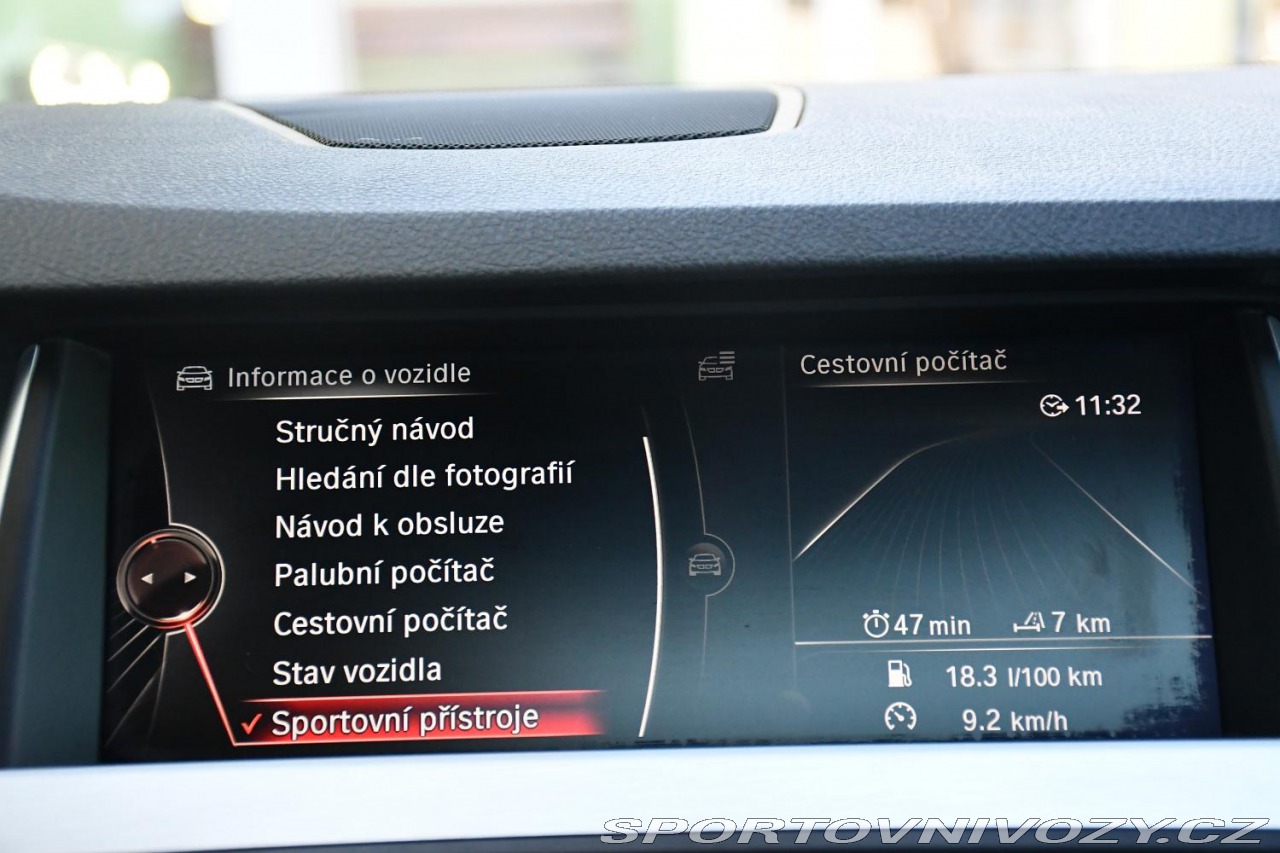 Informace o vozidle
Stručný návod
Hledání dle fotografií
Návod k obsluze
Palubní počítač
Cestovní počítač
Stav vozidla
Sportovní přístroje
Cestovní počítač
11:32
47 min 7 km
18.3 l/100 km
9.2 km/h
SPORTOVNIVOZY.CZ